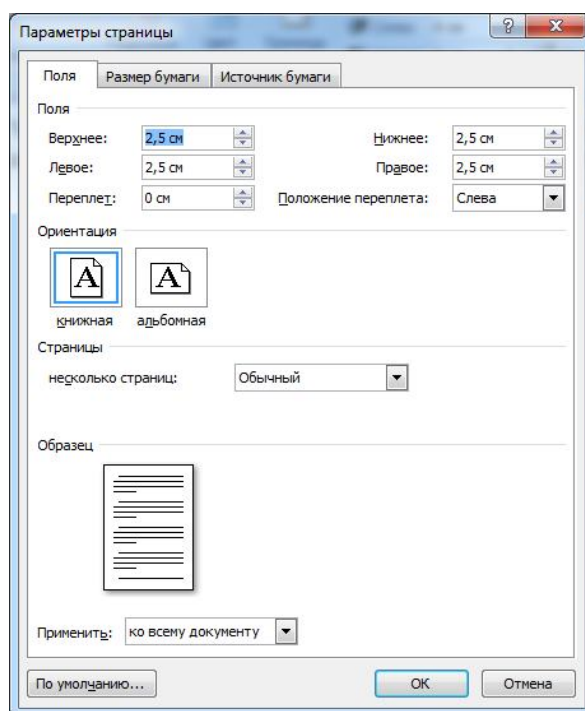 Параметры страницы
Поля Размер бумаги Источник бумаги
Поля
Верхнее: 2,5 см Нижнее: 2,5 см
Левое: 2,5 см Правое: 2,5 см
Переплет: 0 см Положение переплета: Слева
Ориентация
A A
книжная альбомная
Страницы
несколько страниц: Обычный
Образец
Применить: ко всему документу
По умолчанию... ОК Отмена